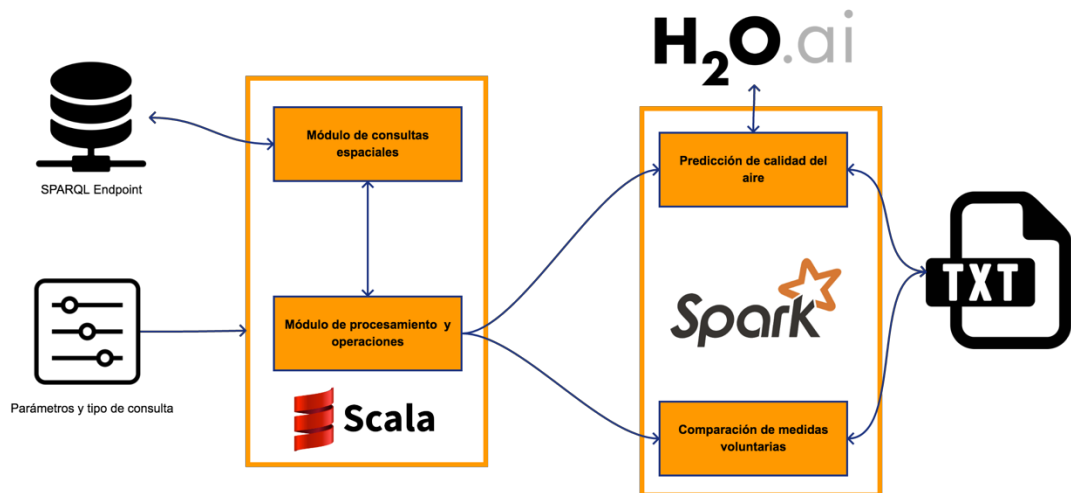 H2O.ai
Módulo de consultas
espaciales
Predicción de calidad del
aire
SPARQL Endpoint
TXT
Spark
Módulo de procesamiento y
operaciones
Parámetros y tipo de consulta
Scala
Comparación de medidas
voluntarias